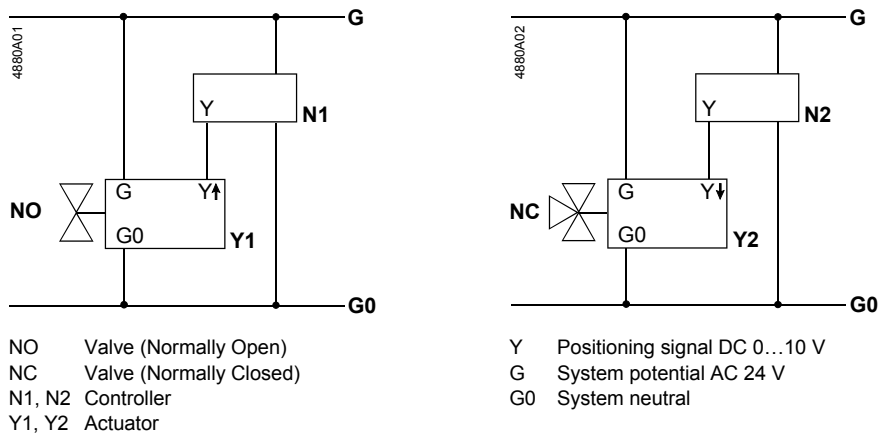 G
4880A01
Y
N1
G
Y↑
NO
G0
Y1
G0
G
4880A02
Y
N2
G
Y↓
NC
G0
Y2
G0
NO Valve (Normally Open)
NC Valve (Normally Closed)
N1, N2 Controller
Y1, Y2 Actuator
Y Positioning signal DC 0…10 V
G System potential AC 24 V
G0 System neutral